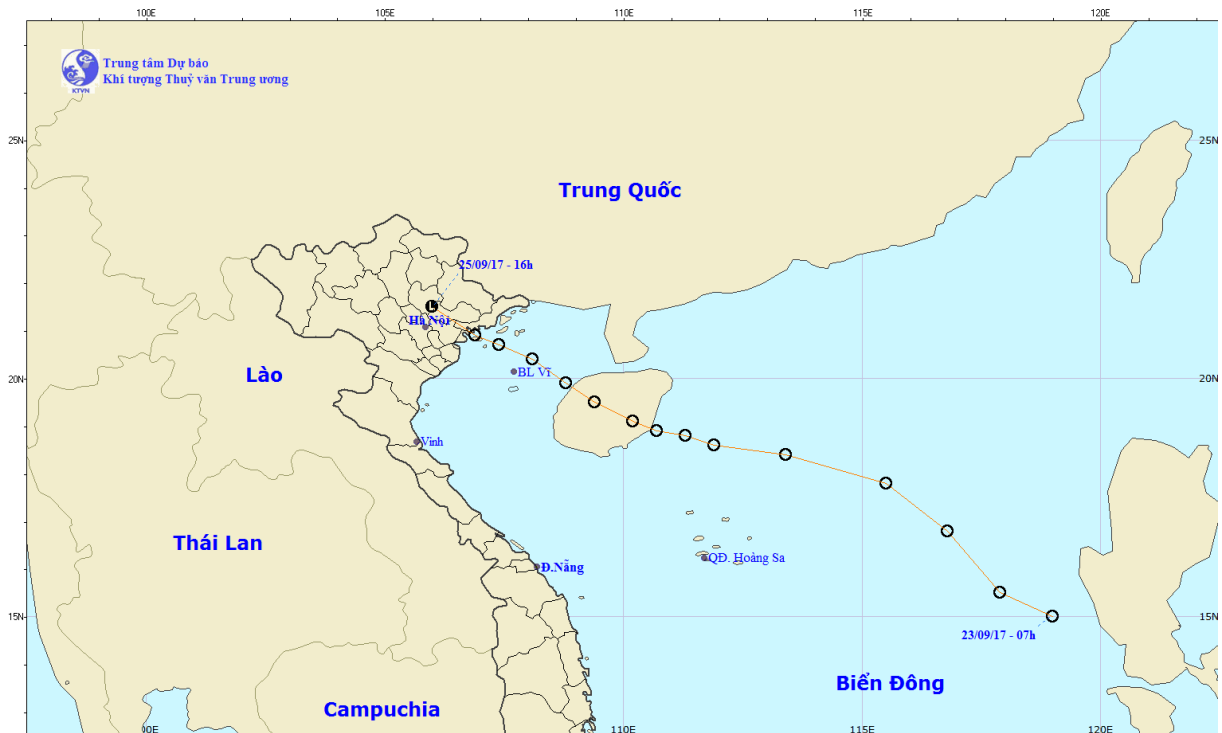 100E 105E 110E 115E 120E
Trung tâm Dự báo
Khí tượng Thuỷ văn Trung ương
KTVN
25N 25N
Trung Quốc
25/09/17 - 16h
L
Hà Nội
Lào
BL Vĩ
20N 20N
Vinh
Thái Lan
QĐ. Hoàng Sa
Đ.Nẵng
15N 15N
23/09/17 - 07h
Biển Đông
Campuchia
00E 110E 115E 120E